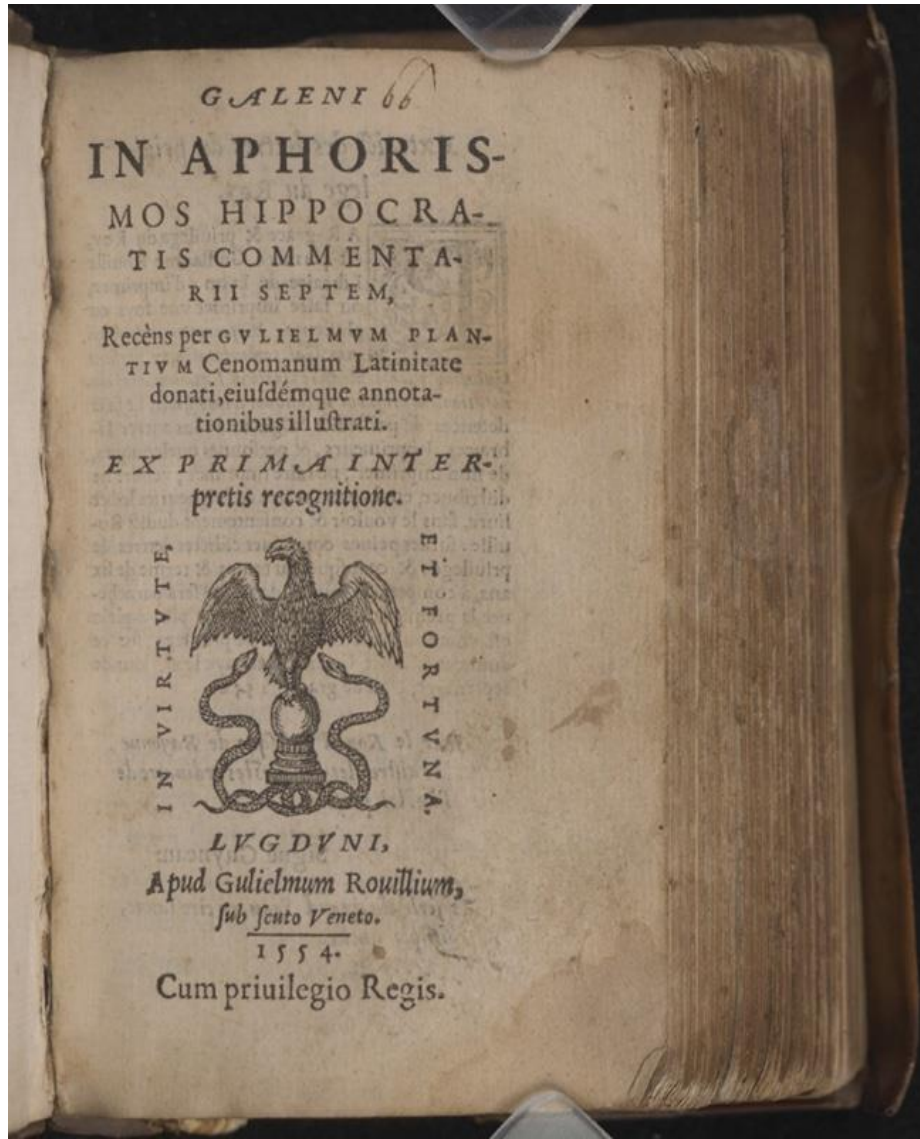 GALENI 66
IN APHORIS-
MOS HIPPOCRA-
TIS COMMENTA-
RII SEPTEM,
Recèns per GVLIELMVM PLAN-
TIVM Cenomanum Latinitate
donati, eiuſdémque annota-
tionibus illuſtrati.
EX PRIMA INTER-
pretis recognitione.
IN VIRTVTE,
ET FORTVNA.
LVGDVNI,
Apud Gulielmum Rouillium,
ſub ſcuto Veneto.
1554.
Cum priuilegio Regis.